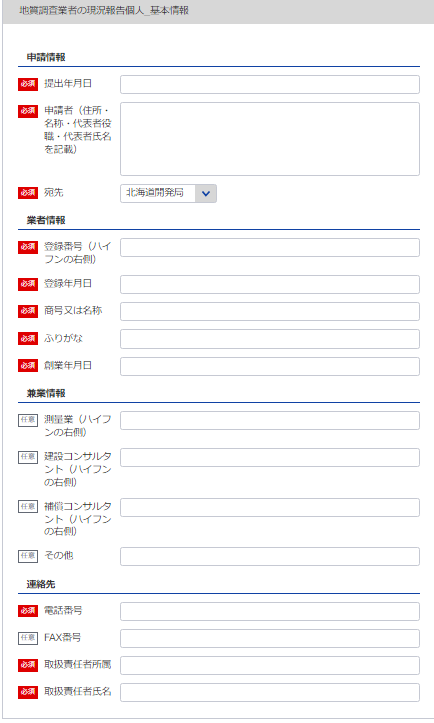 地質調査業者の現況報告個人_基本情報
申請情報
必須 提出年月日
必須 申請者（住所・
名称・代表者役
職・代表者氏名
を記載）
必須 宛先 北海道開発局
業者情報
必須 登録番号（ハイ
フンの右側）
必須 登録年月日
必須 商号又は名称
必須 ふりがな
必須 創業年月日
兼業情報
任意 測量業（ハイフ
ンの右側）
任意 建設コンサルタ
ント（ハイフン
の右側）
任意 補償コンサルタ
ント（ハイフン
の右側）
任意 その他
連絡先
必須 電話番号
任意 FAX番号
必須 取扱責任者所属
必須 取扱責任者氏名